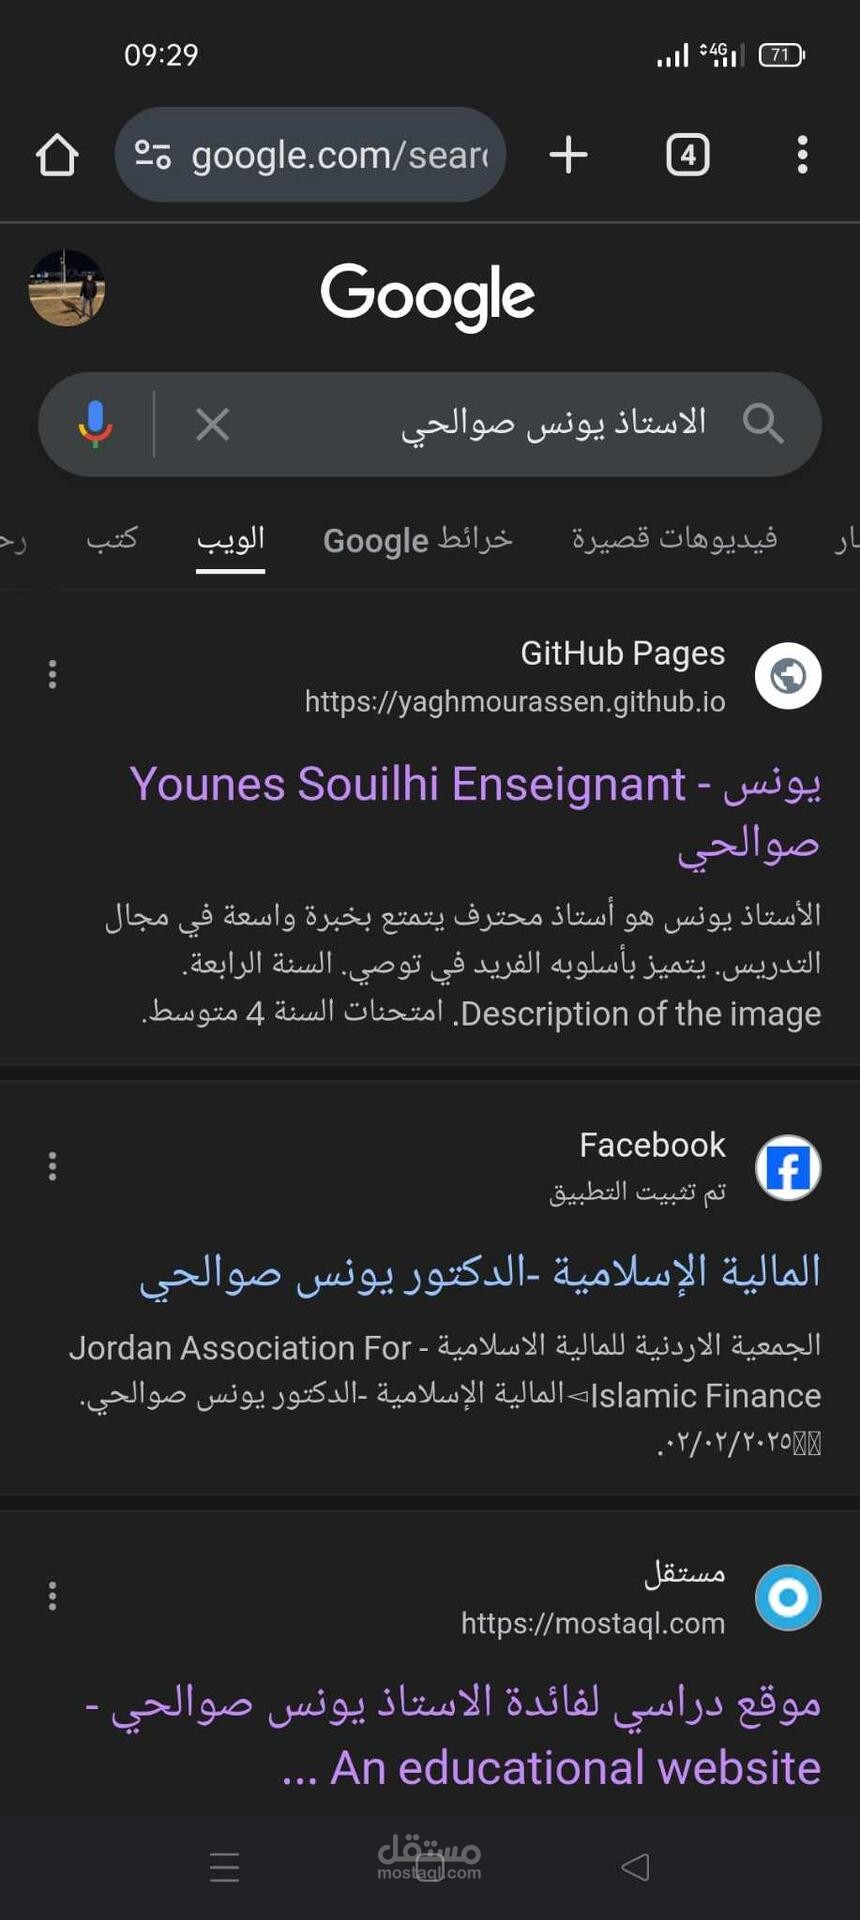 09:29
4G
71
google.com/sear
4
Google
الاستاذ يونس صوالحي
فيديوهات قصيرة
خرائط Google
الويب
كتب
GitHub Pages
https://yaghmourassen.github.io
Younes Souilhi Enseignant - يونس
صوالحي
الأستاذ يونس هو أستاذ محترف يتمتع بخبرة واسعة في مجال
التدريس. يتميز بأسلوبه الفريد في توصي. السنة الرابعة.
Description of the image. امتحنات السنة 4 متوسط.
Facebook
تم تثبيت التطبيق
المالية الإسلامية -الدكتور يونس صوالحي
الجمعية الاردنية للمالية الاسلامية - Jordan Association For
Islamic Finance◅المالية الإسلامية -الدكتور يونس صوالحي.
٠٢/٠٢/٢٠٢٥.
مستقل
https://mostaql.com
موقع دراسي لفائدة الاستاذ يونس صوالحي -
An educational website ...
مستقل
mostaql.com